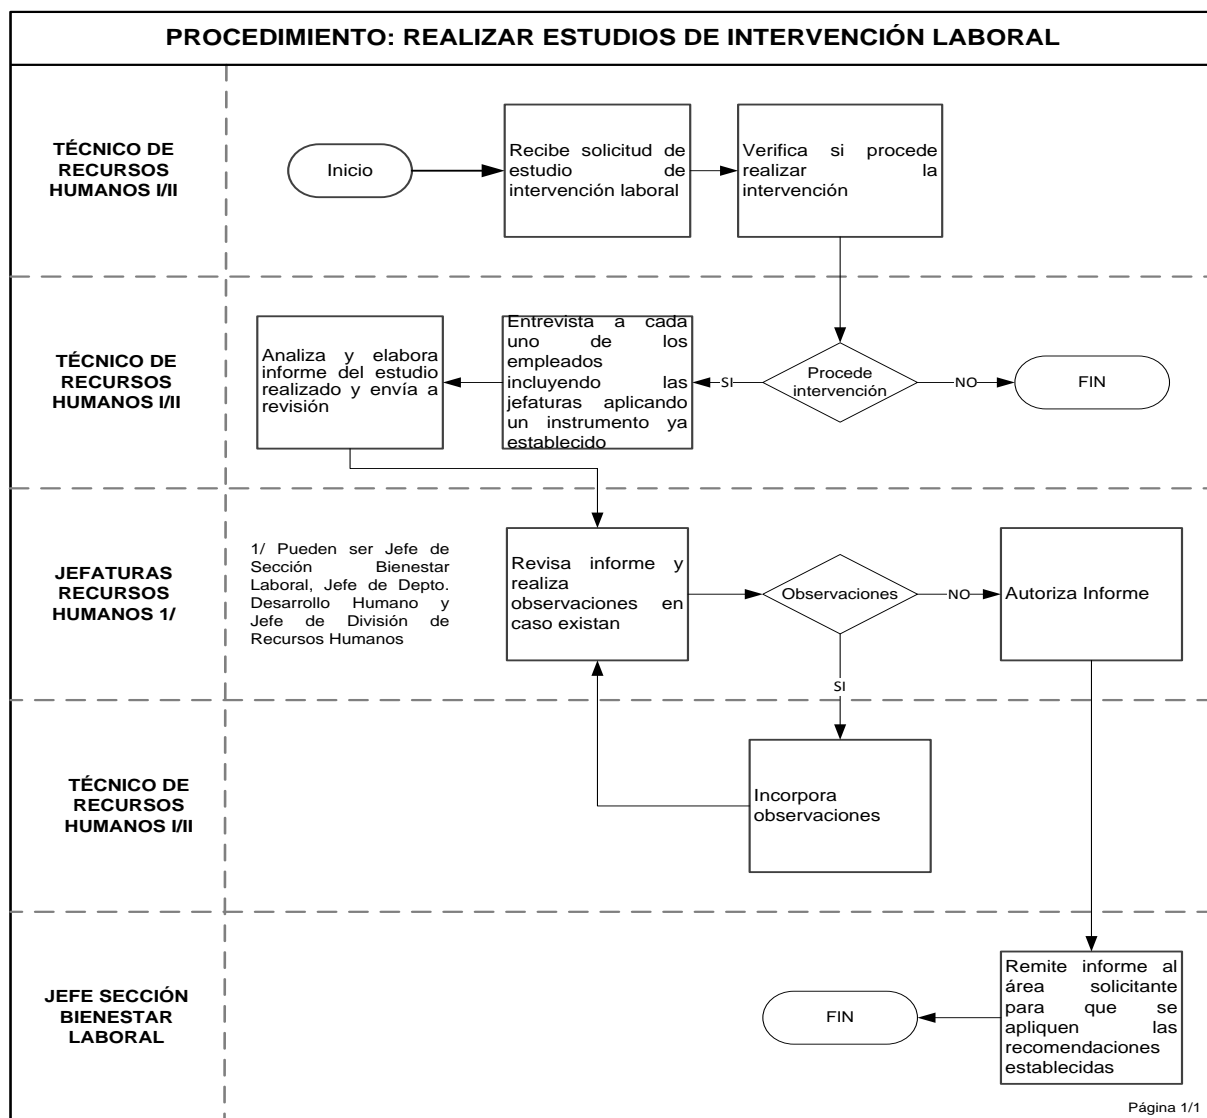 PROCEDIMIENTO: REALIZAR ESTUDIOS DE INTERVENCIÓN LABORAL
TÉCNICO DE
RECURSOS
HUMANOS I/II
Inicio
Recibe solicitud de
estudio de
intervención laboral
Verifica si procede
realizar la
intervención
TÉCNICO DE
RECURSOS
HUMANOS I/II
Analiza y elabora
informe del estudio
realizado y envía a
revisión
Entrevista a cada
uno de los
empleados
incluyendo las
jefaturas aplicando
un instrumento ya
establecido
SI
Procede
intervención
NO
FIN
JEFATURAS
RECURSOS
HUMANOS 1/
1/ Pueden ser Jefe de
Sección Bienestar
Laboral, Jefe de Depto.
Desarrollo Humano y
Jefe de División de
Recursos Humanos
Revisa informe y
realiza
observaciones en
caso existan
Observaciones
NO
Autoriza Informe
SI
TÉCNICO DE
RECURSOS
HUMANOS I/II
Incorpora
observaciones
JEFE SECCIÓN
BIENESTAR
LABORAL
FIN
Remite informe al
área solicitante
para que se
apliquen las
recomendaciones
establecidas
Página 1/1